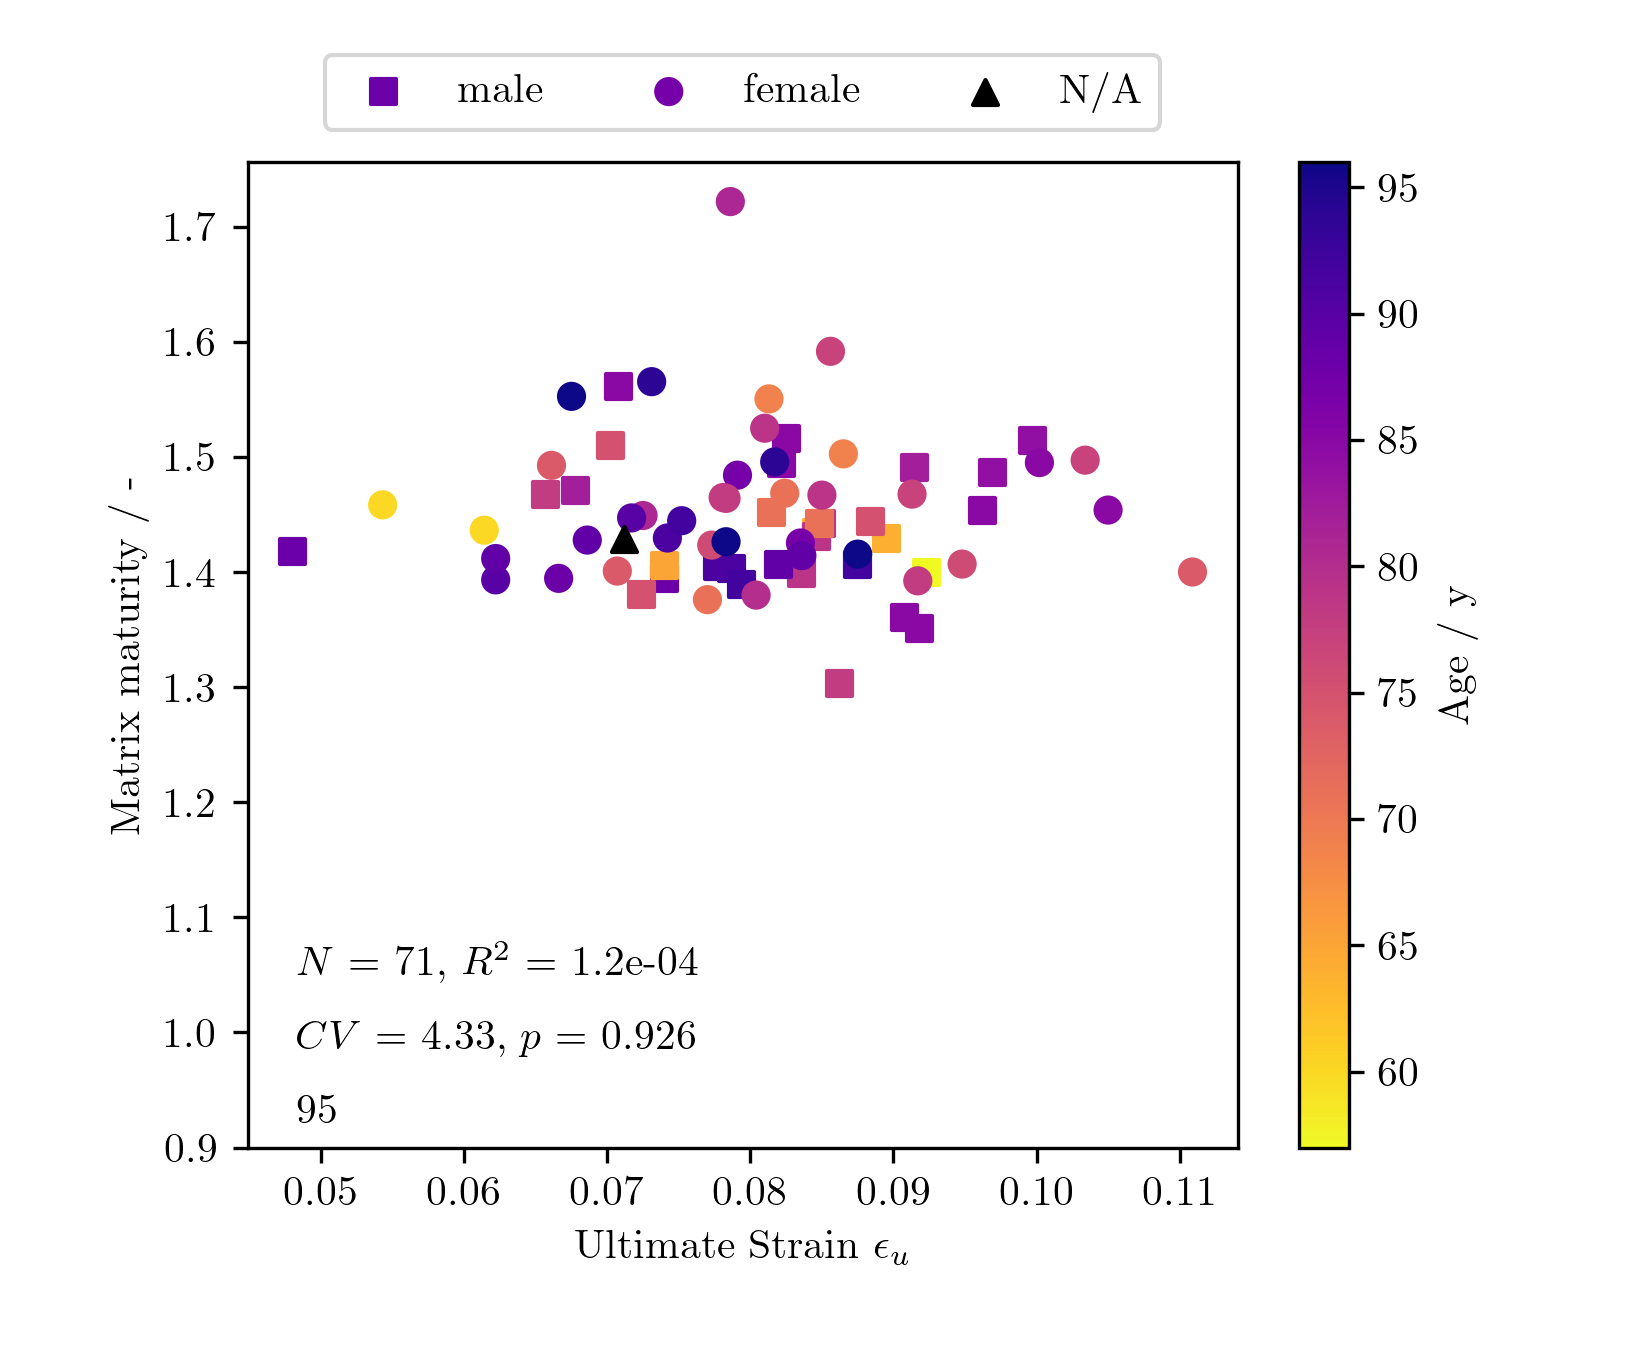 male female N/A
1.7
1.6
1.5
1.4
1.3
1.2
1.1
1.0
0.9
Matrix maturity / -
N = 71, R² = 1.2e-04
CV = 4.33, p = 0.926
95
0.05 0.06 0.07 0.08 0.09 0.10 0.11
Ultimate Strain ϵᵤ
95
90
85
80
75
70
65
60
Age / y